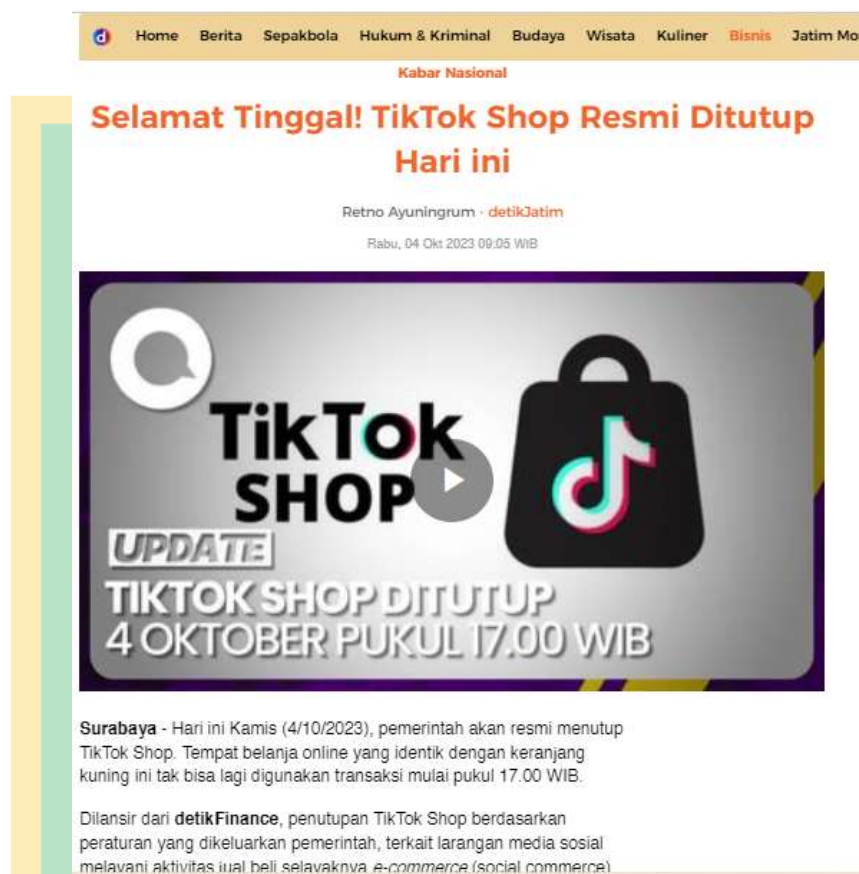 Home Berita Sepakbola Hukum & Kriminal Budaya Wisata Kuliner Bisnis Jatim Mo
Kabar Nasional
Selamat Tinggal! TikTok Shop Resmi Ditutup
Hari ini
Retno Ayuningrum - detikJatim
Rabu, 04 Okt 2023 09:05 WIB
TikTok
SHOP
UPDATE
TIKTOK SHOP DITUTUP
4 OKTOBER PUKUL 17.00 WIB
Surabaya - Hari ini Kamis (4/10/2023), pemerintah akan resmi menutup
TikTok Shop. Tempat belanja online yang identik dengan keranjang
kuning ini tak bisa lagi digunakan transaksi mulai pukul 17.00 WIB.
Dilansir dari detikFinance, penutupan TikTok Shop berdasarkan
peraturan yang dikeluarkan pemerintah, terkait larangan media sosial
melayani aktivitas jual beli selayaknya e-commerce (social commerce)